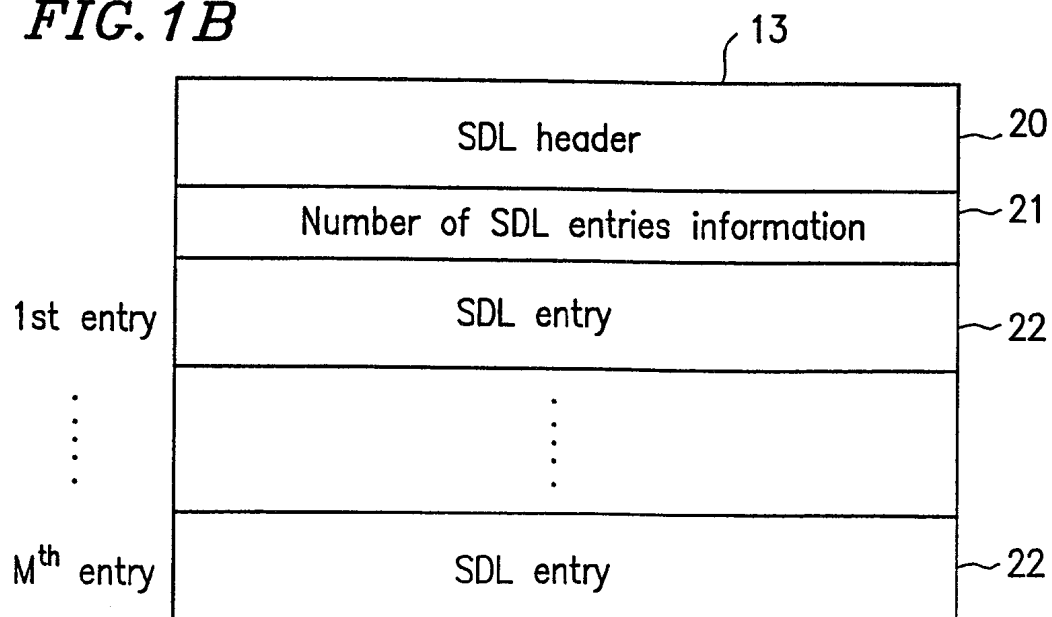 FIG. 1B
13
SDL header
20
Number of SDL entries information
21
1st entry
SDL entry
22
Mth entry
SDL entry
22